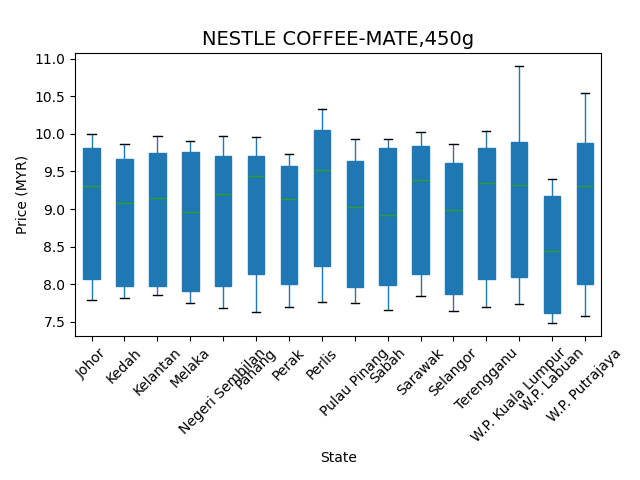 NESTLE COFFEE-MATE,450g
Price (MYR)
11.0
10.5
10.0
9.5
9.0
8.5
8.0
7.5
Johor
Kedah
Kelantan
Melaka
Negeri Sembilan
Pahang
Perak
Perlis
Pulau Pinang
Sabah
Sarawak
Selangor
Terengganu
W.P. Kuala Lumpur
W.P. Labuan
W.P. Putrajaya
State